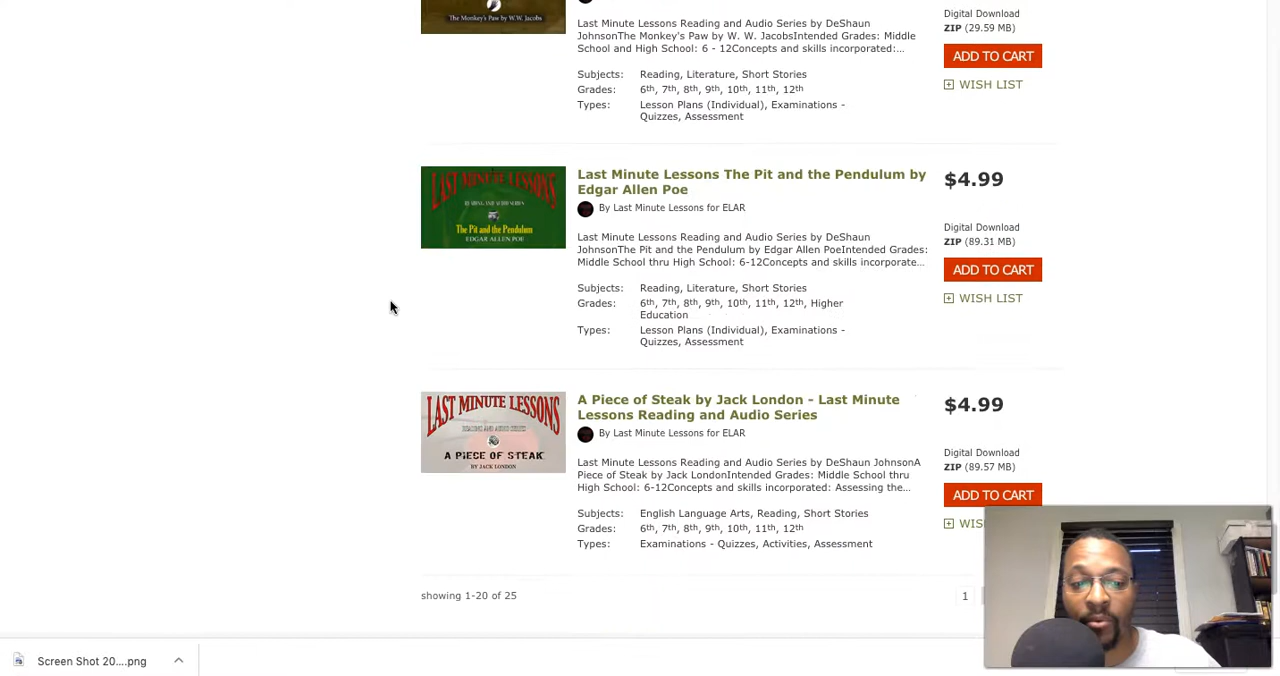 The Monkey's Paw by W.W. Jacobs
Last Minute Lessons Reading and Audio Series by DeShaun
JohnsonThe Monkey's Paw by W. W. JacobsIntended Grades: Middle
School and High School: 6 - 12Concepts and skills incorporated:...
Subjects: Reading, Literature, Short Stories
Grades: 6th, 7th, 8th, 9th, 10th, 11th, 12th
Types: Lesson Plans (Individual), Examinations -
Quizzes, Assessment
Digital Download
ZIP (29.59 MB)
ADD TO CART
WISH LIST
LAST MINUTE LESSONS
READING AND AUDIO SERIES
The Pit and the Pendulum
EDGAR ALLEN POE
Last Minute Lessons The Pit and the Pendulum by
Edgar Allen Poe
By Last Minute Lessons for ELAR
Last Minute Lessons Reading and Audio Series by DeShaun
JohnsonThe Pit and the Pendulum by Edgar Allen PoeIntended Grades:
Middle School thru High School: 6-12Concepts and skills incorporate...
Subjects: Reading, Literature, Short Stories
Grades: 6th, 7th, 8th, 9th, 10th, 11th, 12th, Higher
Education
Types: Lesson Plans (Individual), Examinations -
Quizzes, Assessment
$4.99
Digital Download
ZIP (89.31 MB)
ADD TO CART
WISH LIST
LAST MINUTE LESSONS
READING AND AUDIO SERIES
A PIECE OF STEAK
BY JACK LONDON
A Piece of Steak by Jack London - Last Minute
Lessons Reading and Audio Series
By Last Minute Lessons for ELAR
Last Minute Lessons Reading and Audio Series by DeShaun JohnsonA
Piece of Steak by Jack LondonIntended Grades: Middle School thru
High School: 6-12Concepts and skills incorporated: Assessing the...
Subjects: English Language Arts, Reading, Short Stories
Grades: 6th, 7th, 8th, 9th, 10th, 11th, 12th
Types: Examinations - Quizzes, Activities, Assessment
$4.99
Digital Download
ZIP (89.57 MB)
ADD TO CART
showing 1-20 of 25
1
Screen Shot 20....png